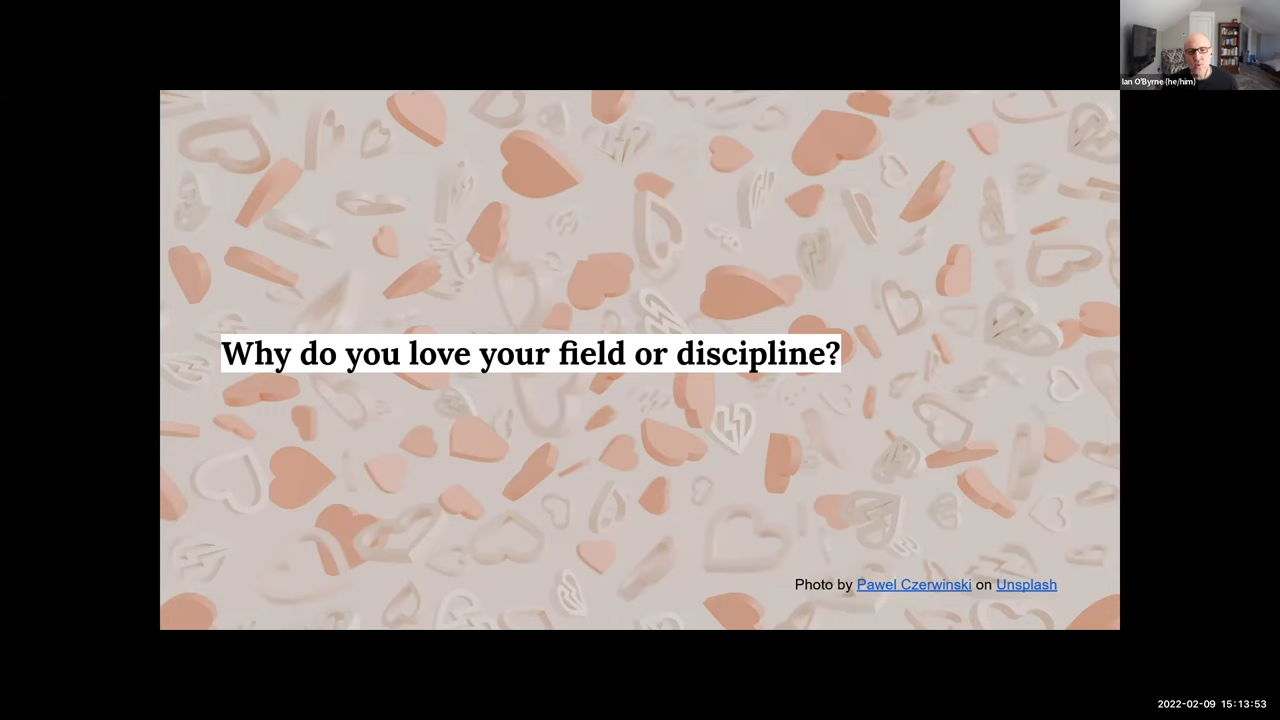 Ian O'Byrne (he/him)
Why do you love your field or discipline?
Photo by Pawel Czerwinski on Unsplash
2022-02-09 15:13:53